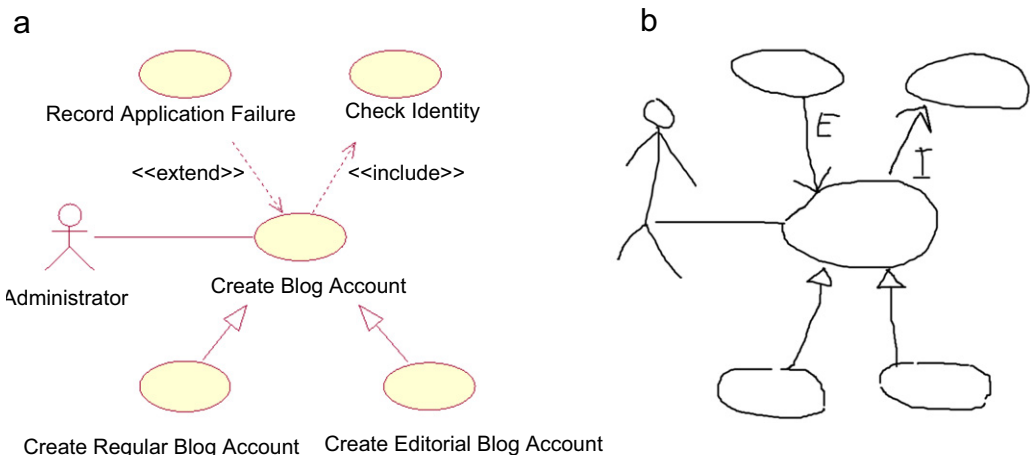 a
b
Record Application Failure
Check Identity
<<extend>>
<<include>>
E
I
Administrator
Create Blog Account
Create Regular Blog Account
Create Editorial Blog Account